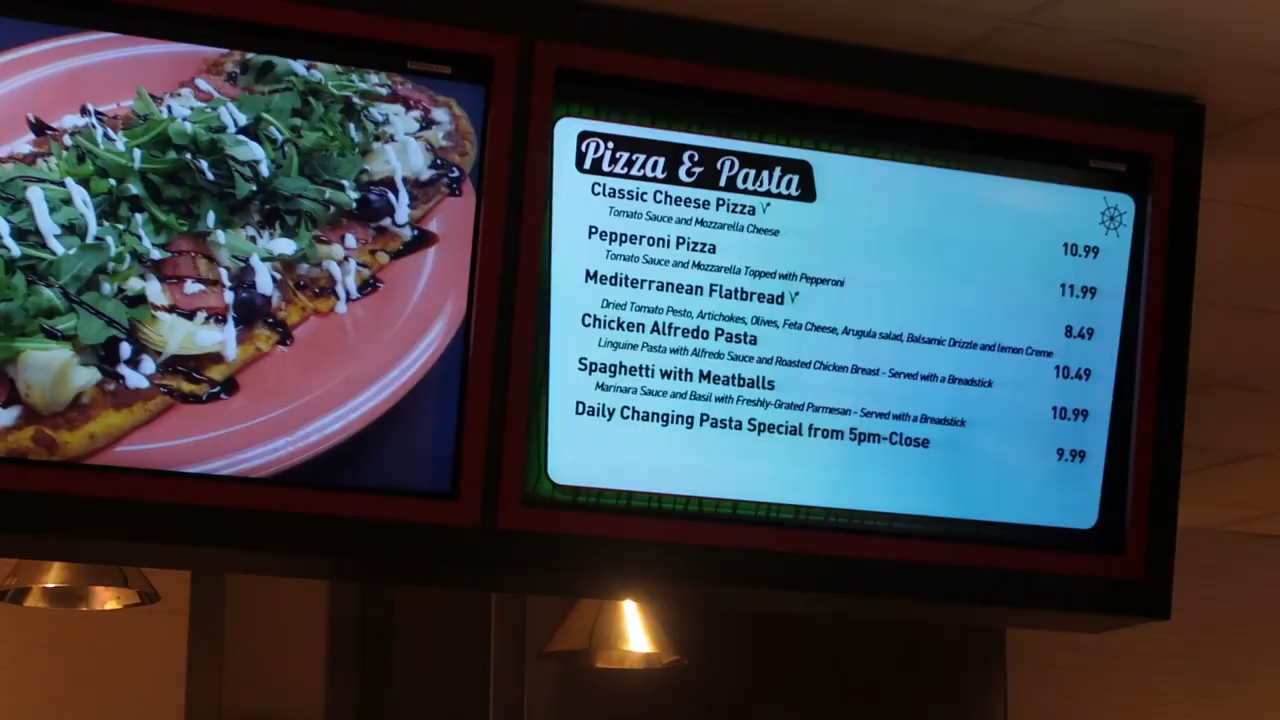 Pizza & Pasta
Classic Cheese Pizza 10.99
Tomato Sauce and Mozzarella Cheese
Pepperoni Pizza 11.99
Tomato Sauce and Mozzarella Topped with Pepperoni
Mediterranean Flatbread 8.49
Dried Tomato Pesto, Artichokes, Olives, Feta Cheese, Arugula salad, Balsamic Drizzle and lemon Creme
Chicken Alfredo Pasta 10.49
Linguine Pasta with Alfredo Sauce and Roasted Chicken Breast - Served with a Breadstick
Spaghetti with Meatballs 10.99
Marinara Sauce and Basil with Freshly-Grated Parmesan - Served with a Breadstick
Daily Changing Pasta Special from 5pm-Close 9.99